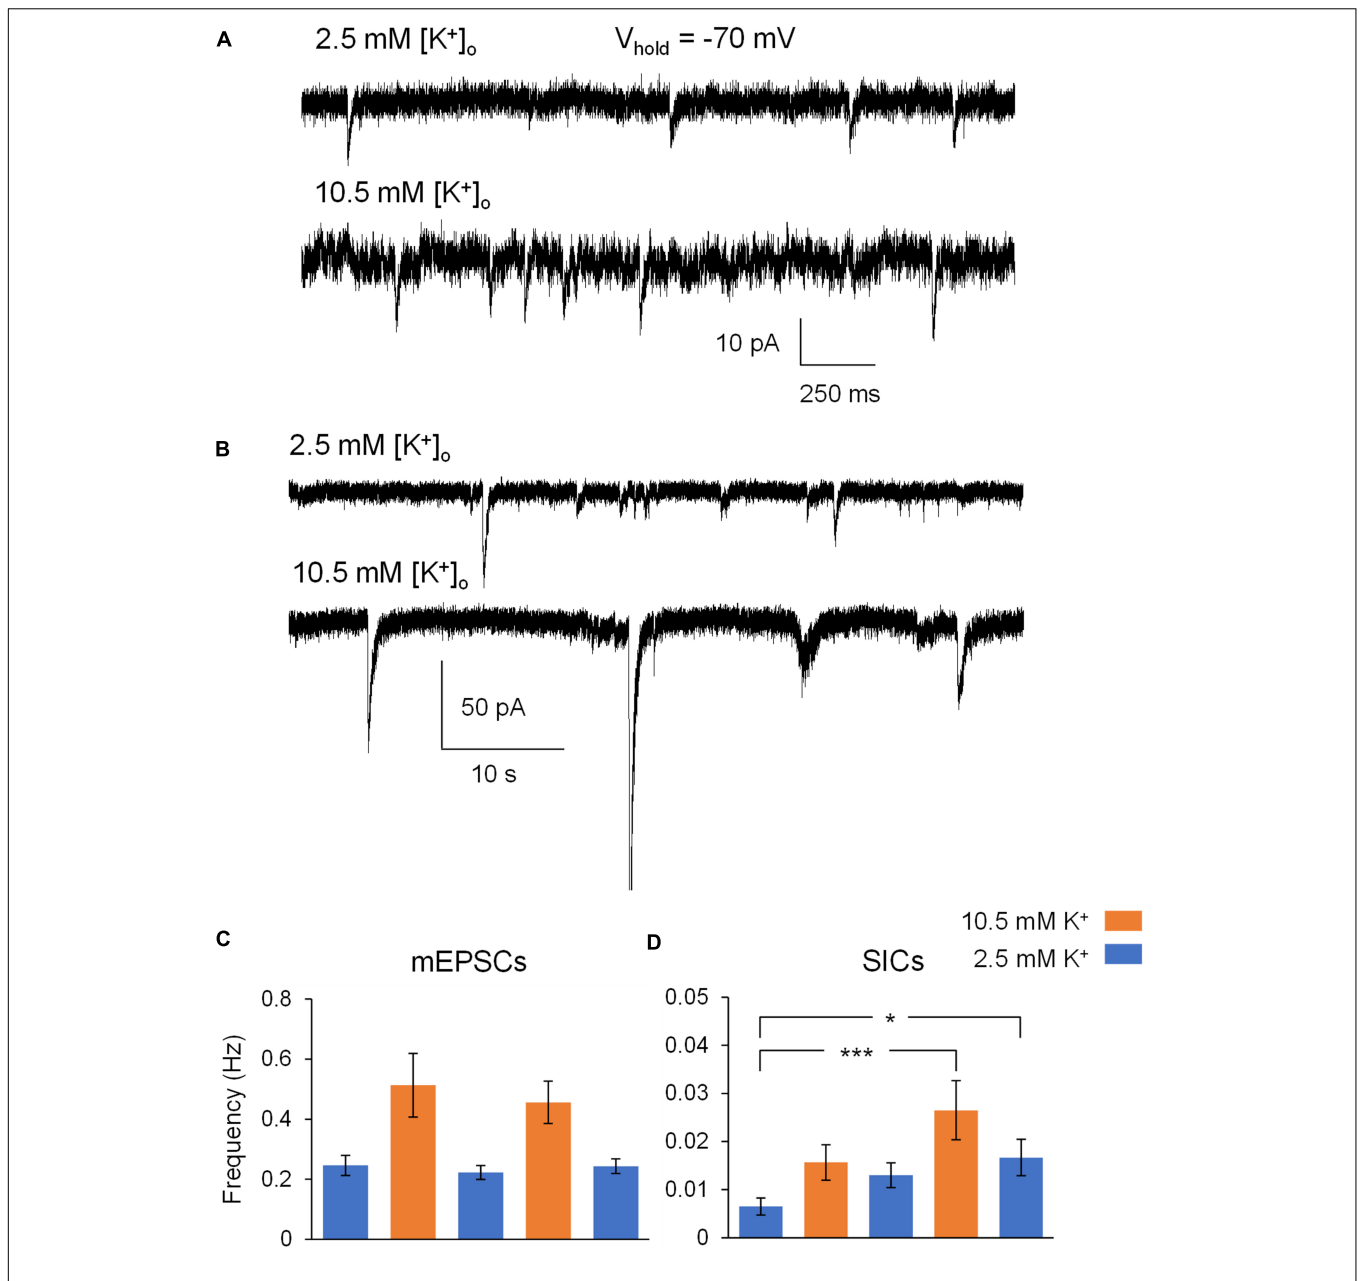 A
2.5 mM [K⁺]ₒ
V_hold = -70 mV
10.5 mM [K⁺]ₒ
10 pA
250 ms
B
2.5 mM [K⁺]ₒ
10.5 mM [K⁺]ₒ
50 pA
10 s
10.5 mM K⁺
2.5 mM K⁺
C
mEPSCs
Frequency (Hz)
0.8
0.6
0.4
0.2
0
D
SICs
0.05
0.04
0.03
0.02
0.01
0
*
***